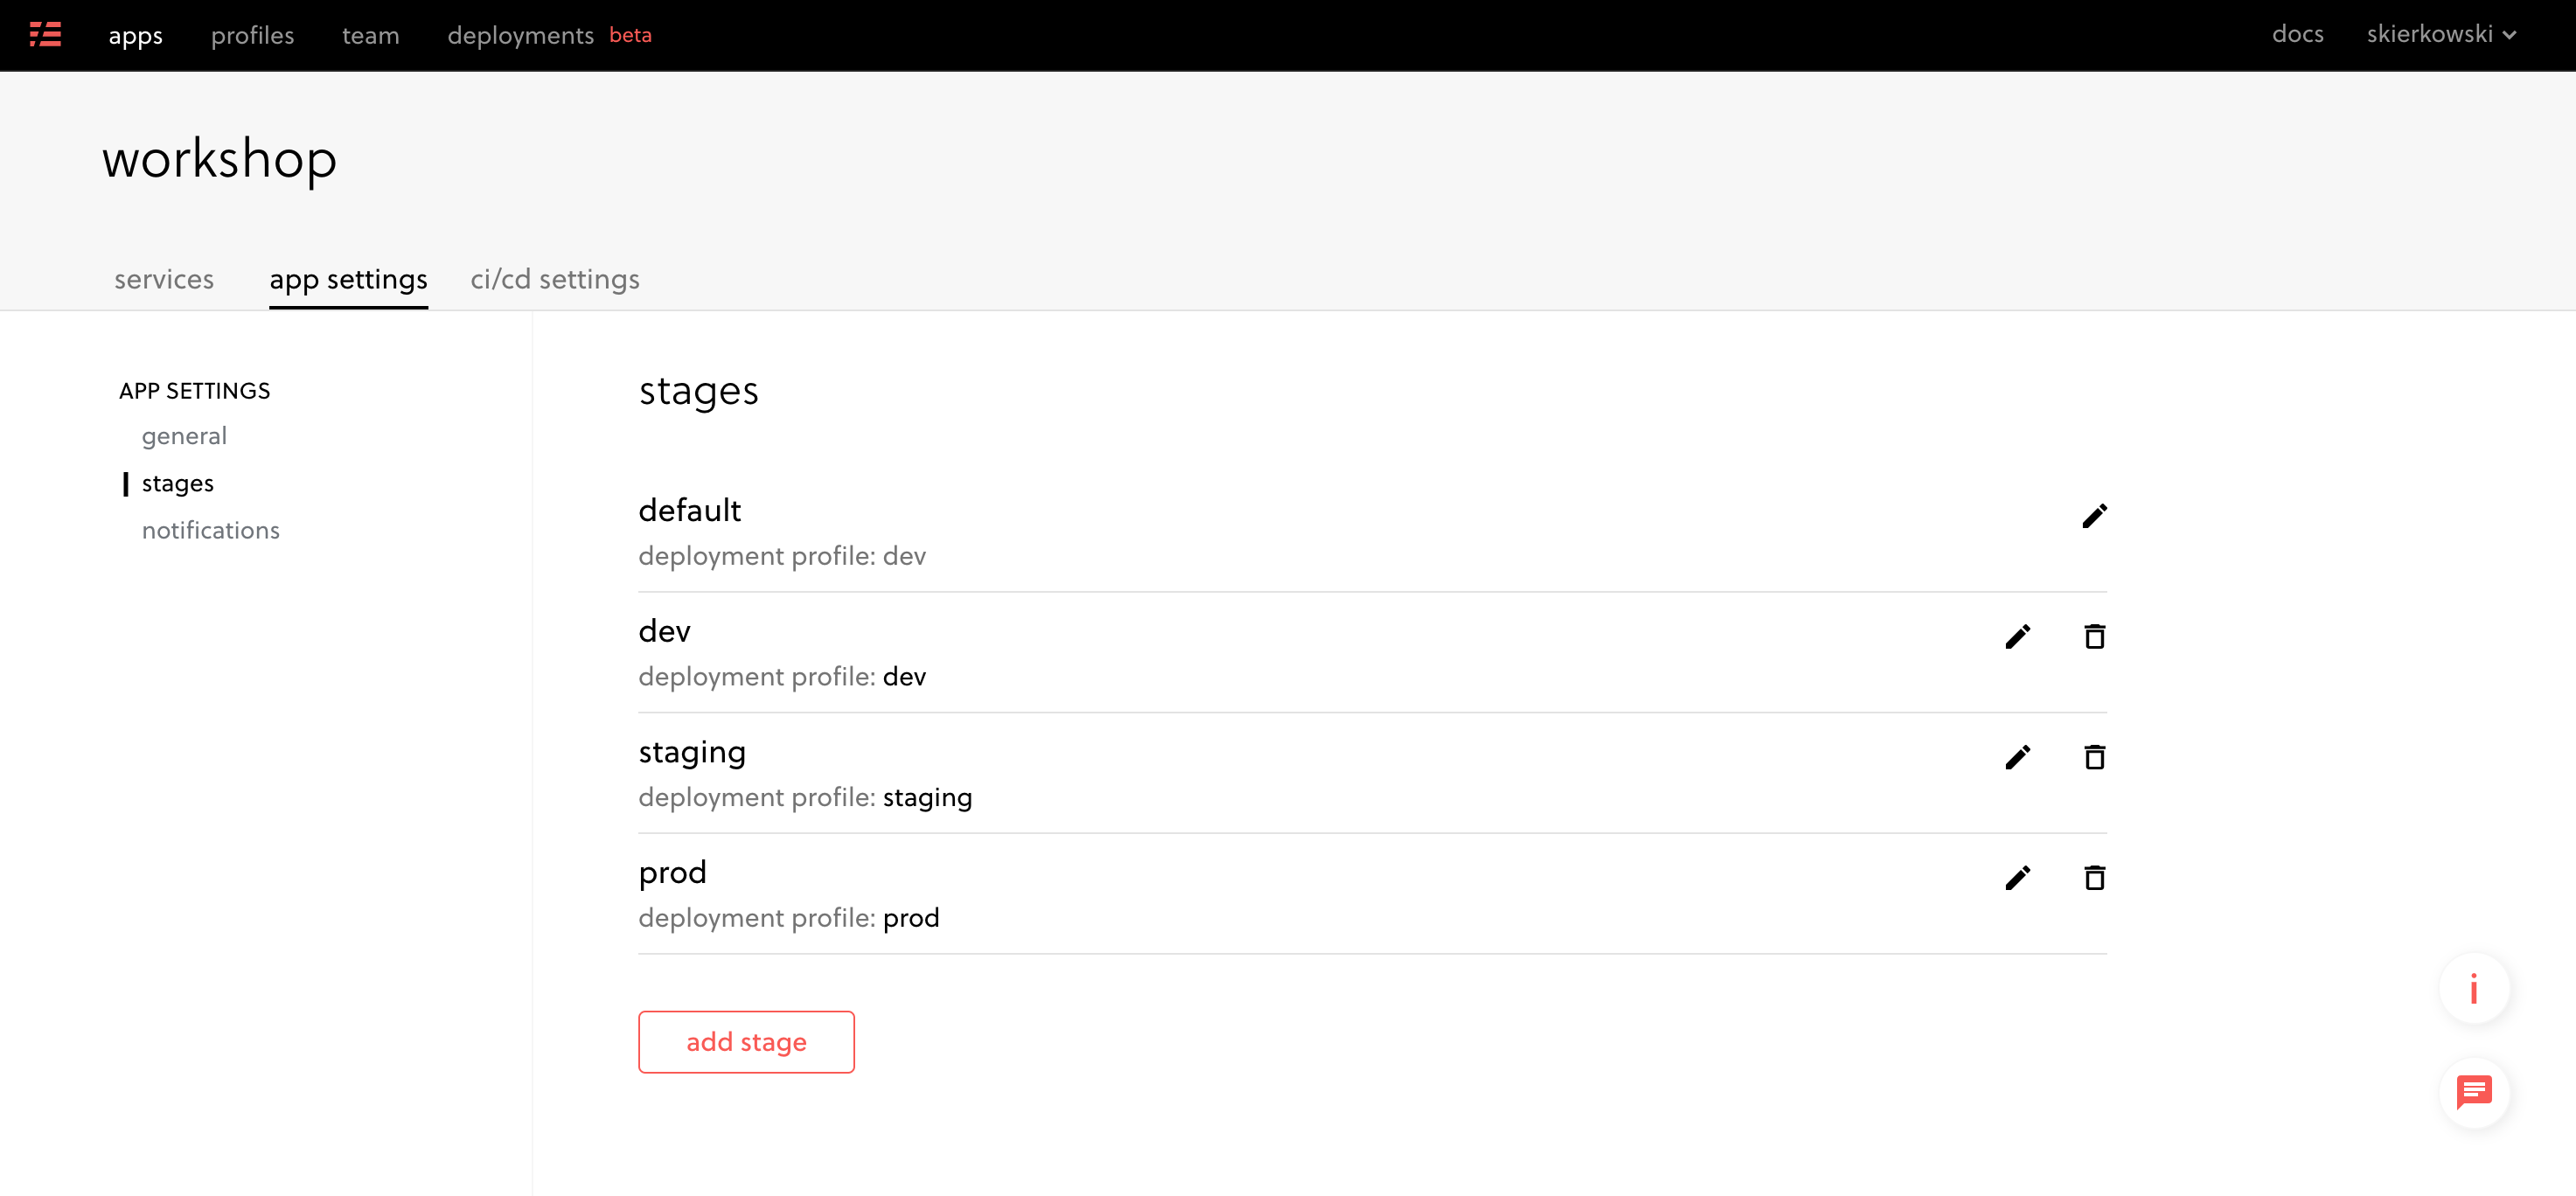 apps profiles team deployments beta docs skierkowski
workshop
services app settings ci/cd settings
APP SETTINGS
general
stages
notifications
stages
default
deployment profile: dev
dev
deployment profile: dev
staging
deployment profile: staging
prod
deployment profile: prod
add stage